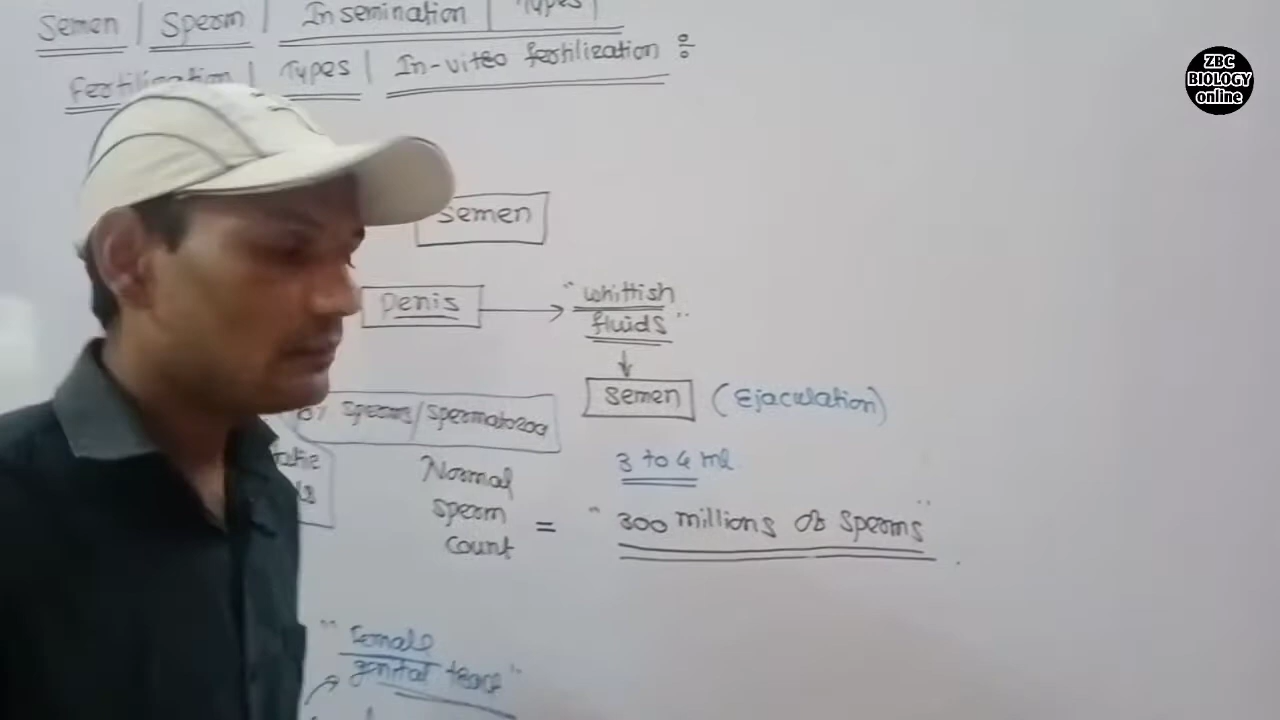 Semen | Sperm | Insemination | Types |
Fertilization | Types | In-vitro fertilization :
ZBC
BIOLOGY
online
Semen
Penis → " whittish
fluids "
↓
Semen (Ejaculation)
sperms/spermatozoa
3 to 4 ml.
Normal
sperm
count = " 300 millions of sperms " .
" Female
genital tract "